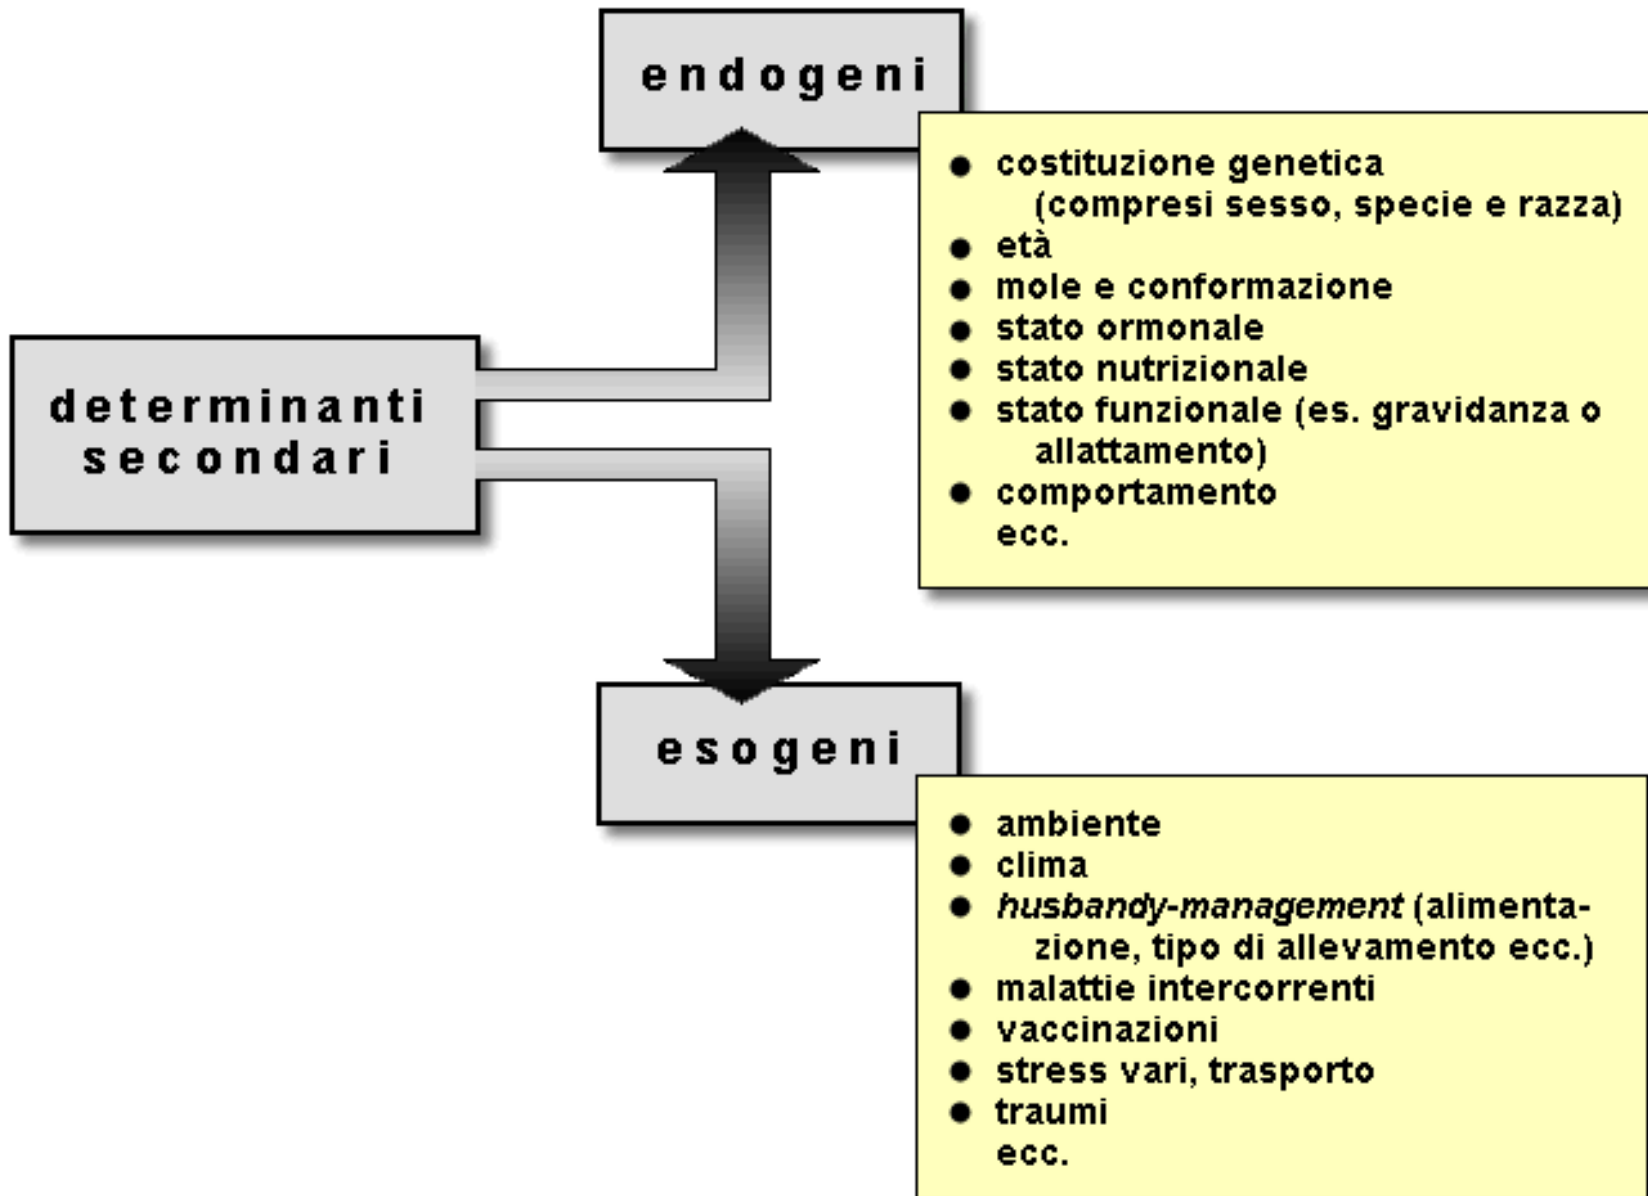 endogeni
● costituzione genetica
(compresi sesso, specie e razza)
● età
● mole e conformazione
● stato ormonale
● stato nutrizionale
● stato funzionale (es. gravidanza o
allattamento)
● comportamento
ecc.
determinanti
secondari
esogeni
● ambiente
● clima
● husbandy-management (alimenta-
zione, tipo di allevamento ecc.)
● malattie intercorrenti
● vaccinazioni
● stress vari, trasporto
● traumi
ecc.